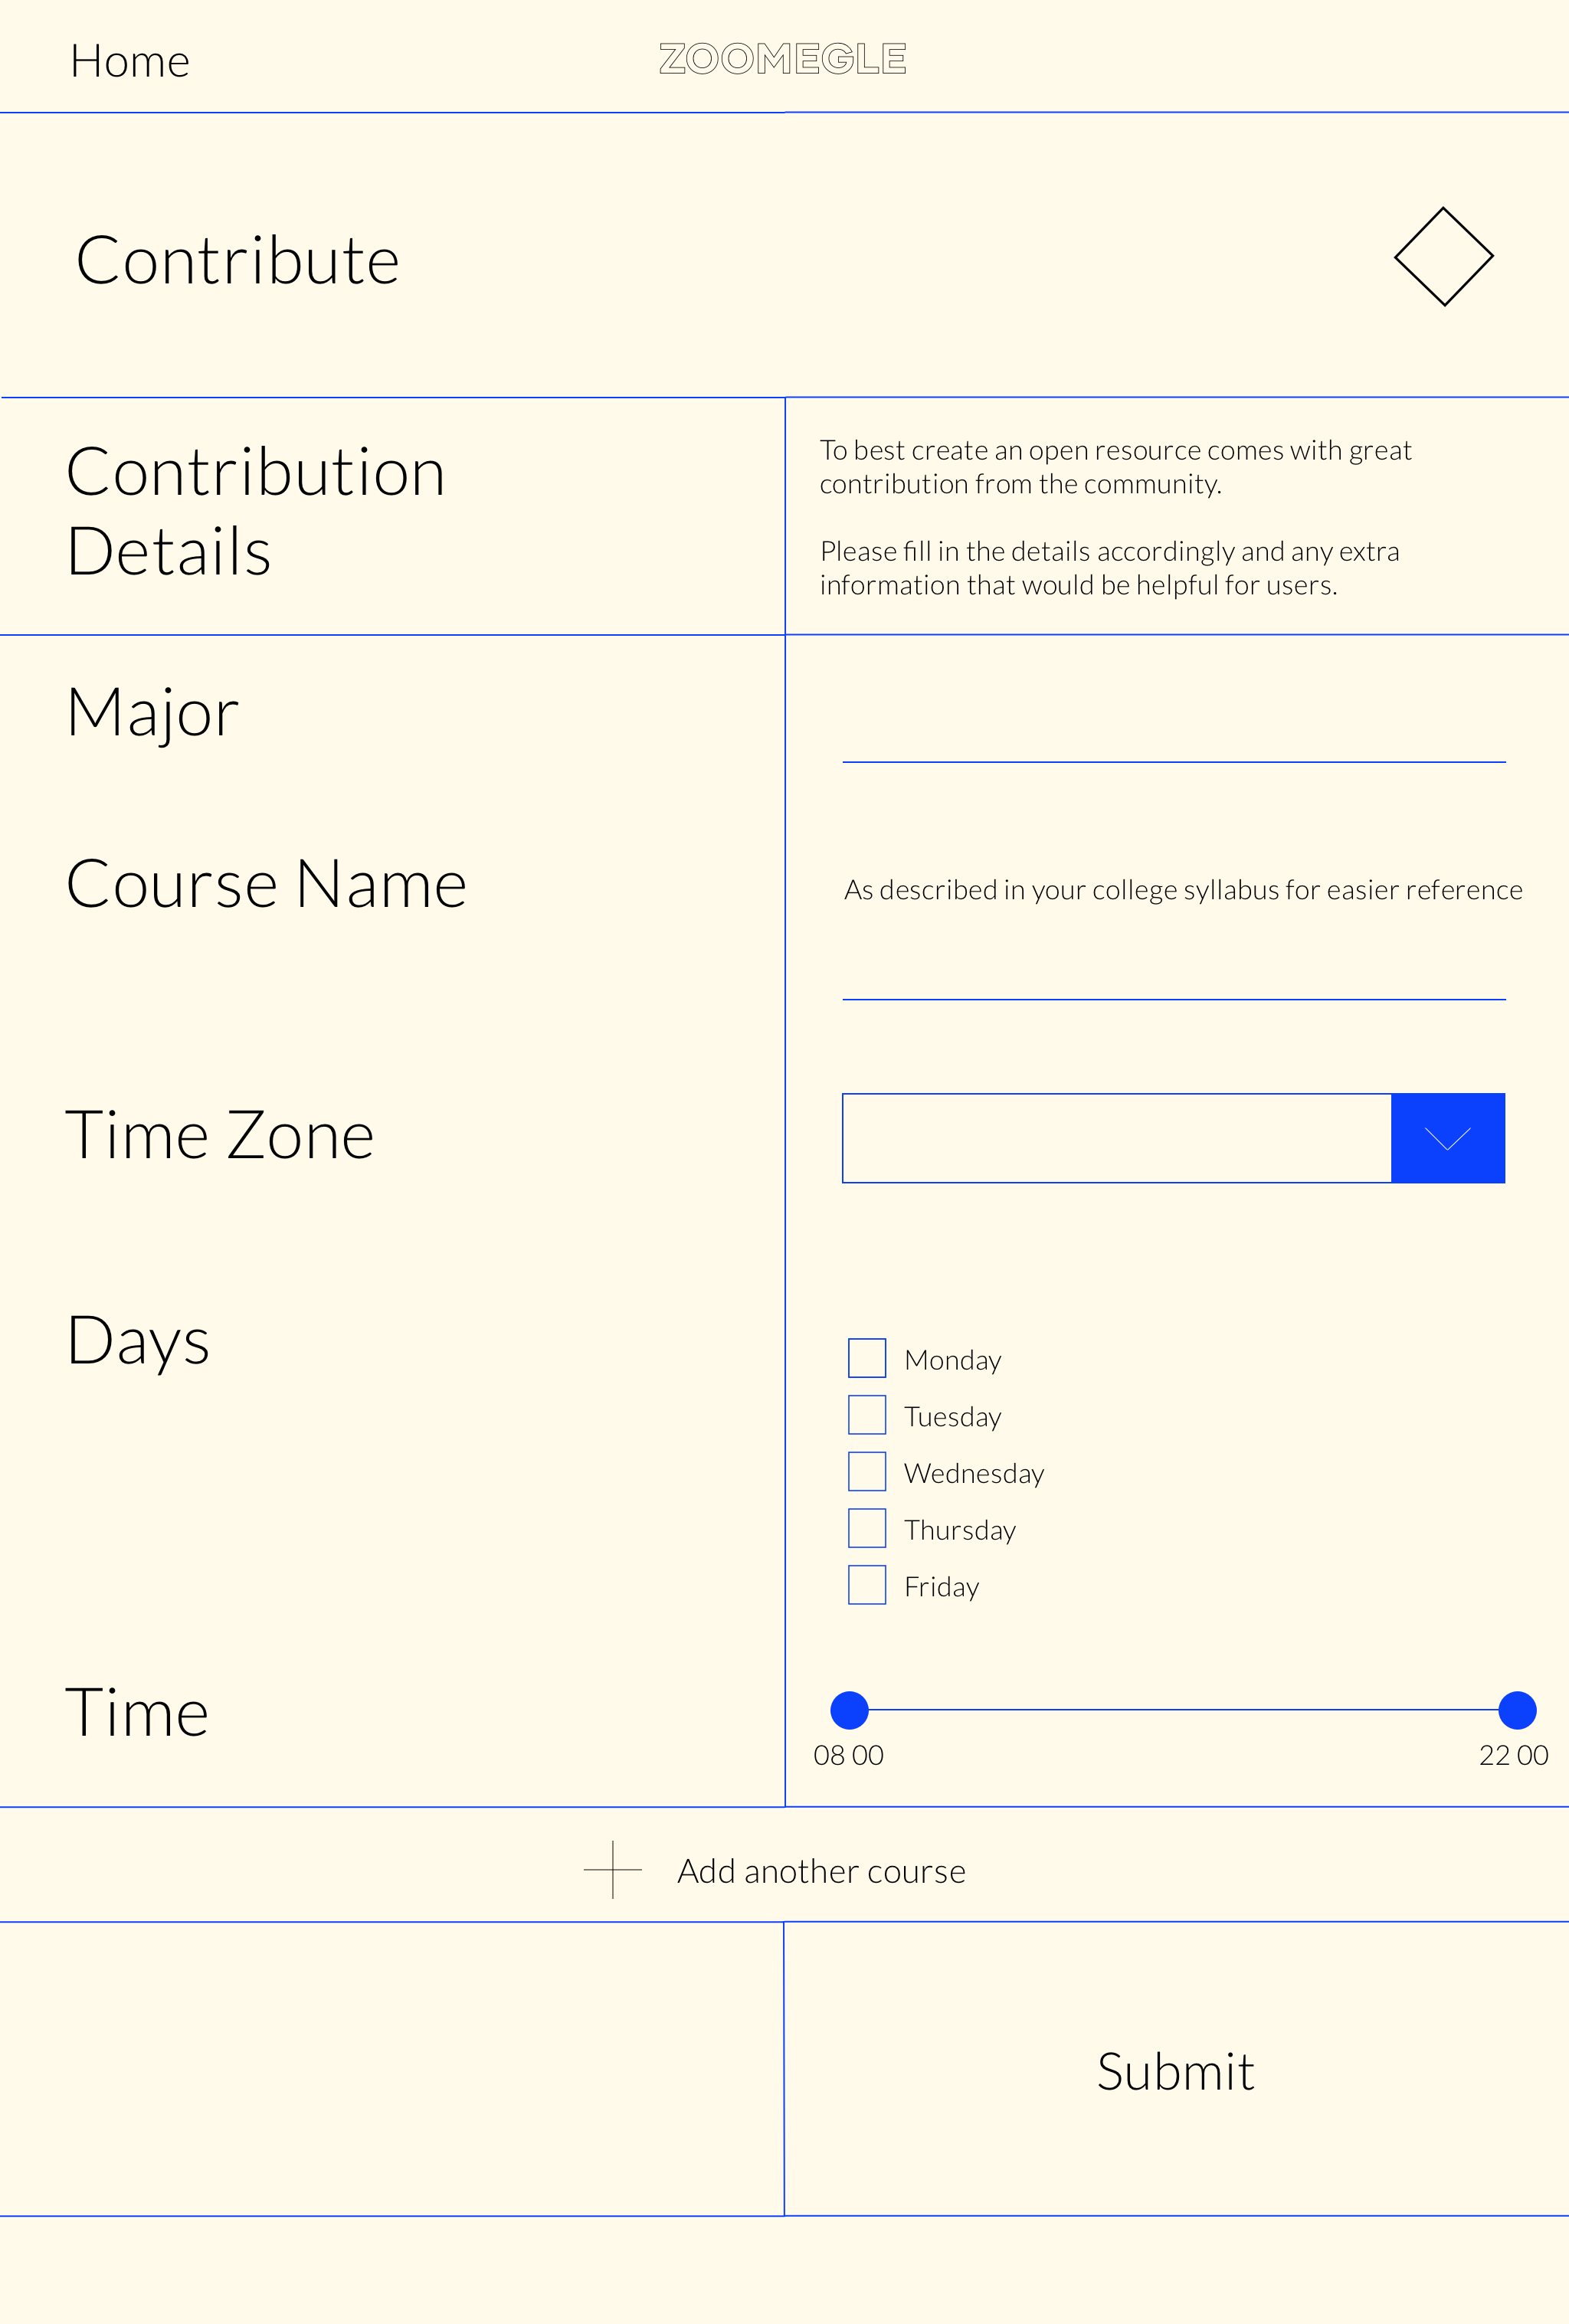 Home
ZOOMEGLE
Contribute
Contribution
Details
To best create an open resource comes with great
contribution from the community.
Please fill in the details accordingly and any extra
information that would be helpful for users.
Major
Course Name
As described in your college syllabus for easier reference
Time Zone
Days
Monday
Tuesday
Wednesday
Thursday
Friday
Time
08 00
22 00
Add another course
Submit